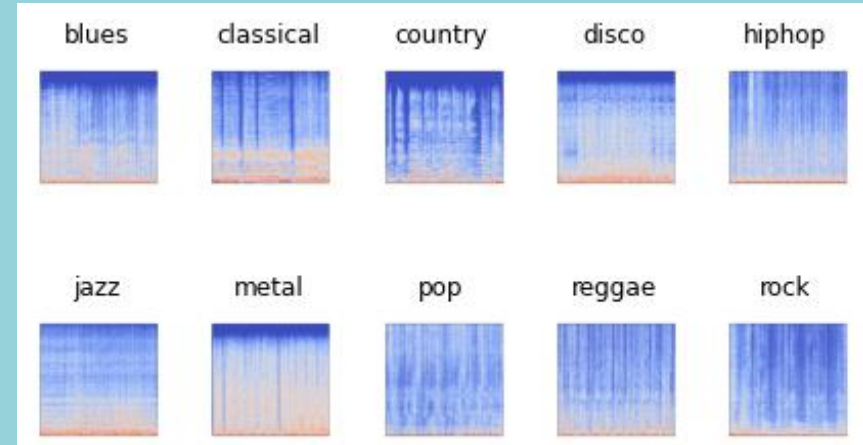 blues classical country disco hiphop
jazz metal pop reggae rock